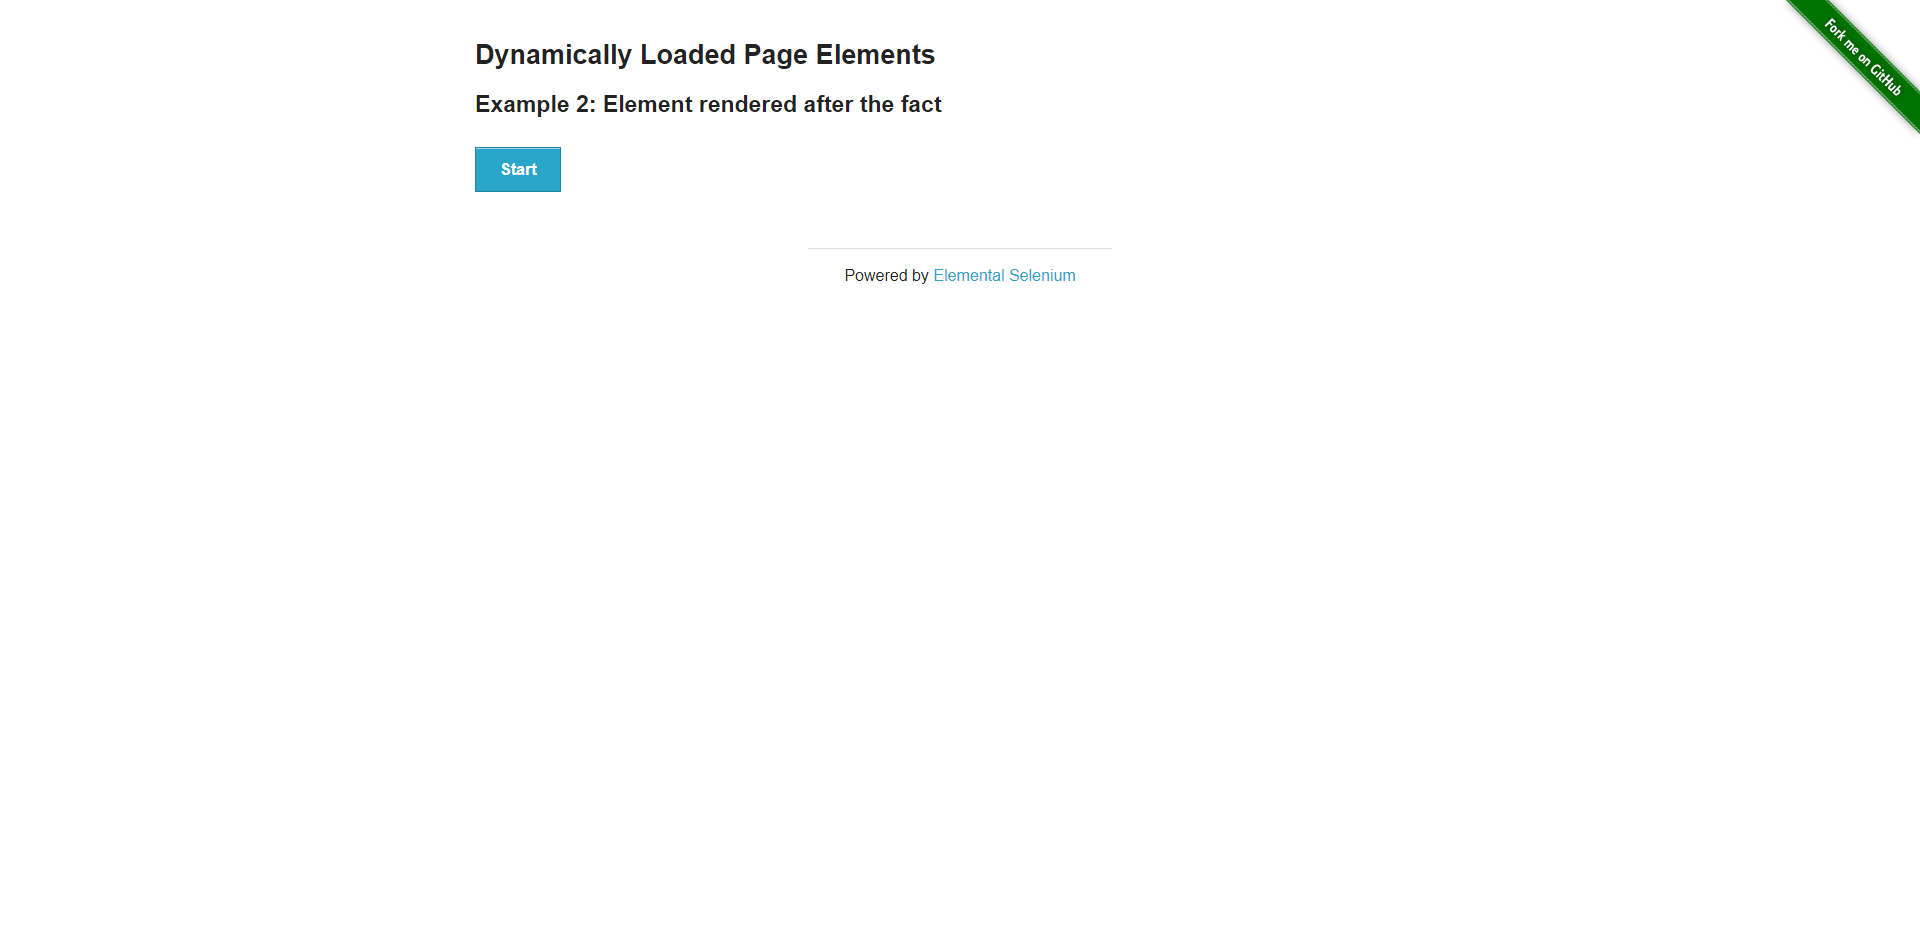 Fork me on GitHub
Dynamically Loaded Page Elements
Example 2: Element rendered after the fact
Start
Powered by Elemental Selenium